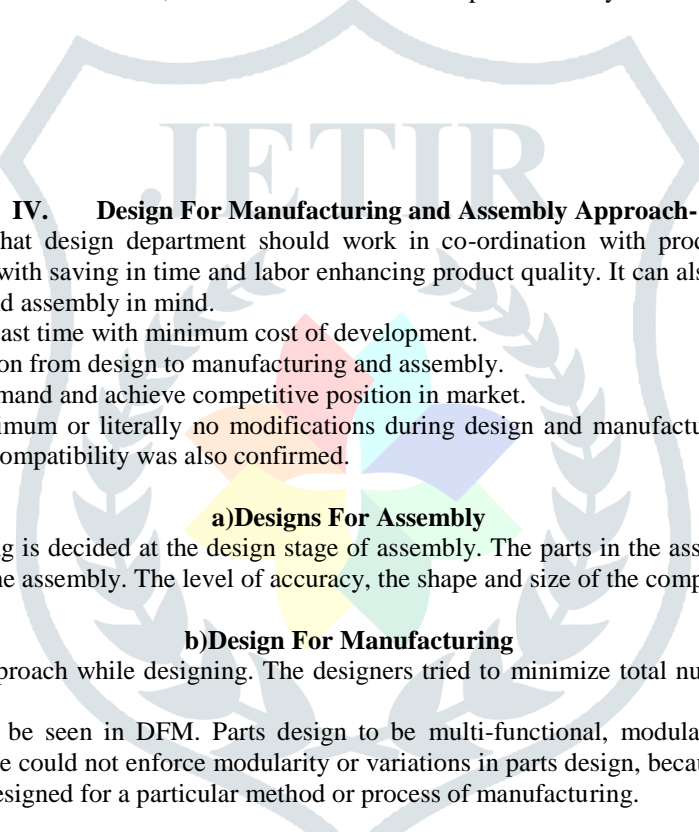 JETIR
IV. Design For Manufacturing and Assembly Approach-
hat design department should work in co-ordination with prod
with saving in time and labor enhancing product quality. It can als
d assembly in mind.
ast time with minimum cost of development.
on from design to manufacturing and assembly.
mand and achieve competitive position in market.
imum or literally no modifications during design and manufactu
ompatibility was also confirmed.
a)Designs For Assembly
g is decided at the design stage of assembly. The parts in the ass
ne assembly. The level of accuracy, the shape and size of the comp
b)Design For Manufacturing
proach while designing. The designers tried to minimize total nu
be seen in DFM. Parts design to be multi-functional, modula
e could not enforce modularity or variations in parts design, becau
esigned for a particular method or process of manufacturing.